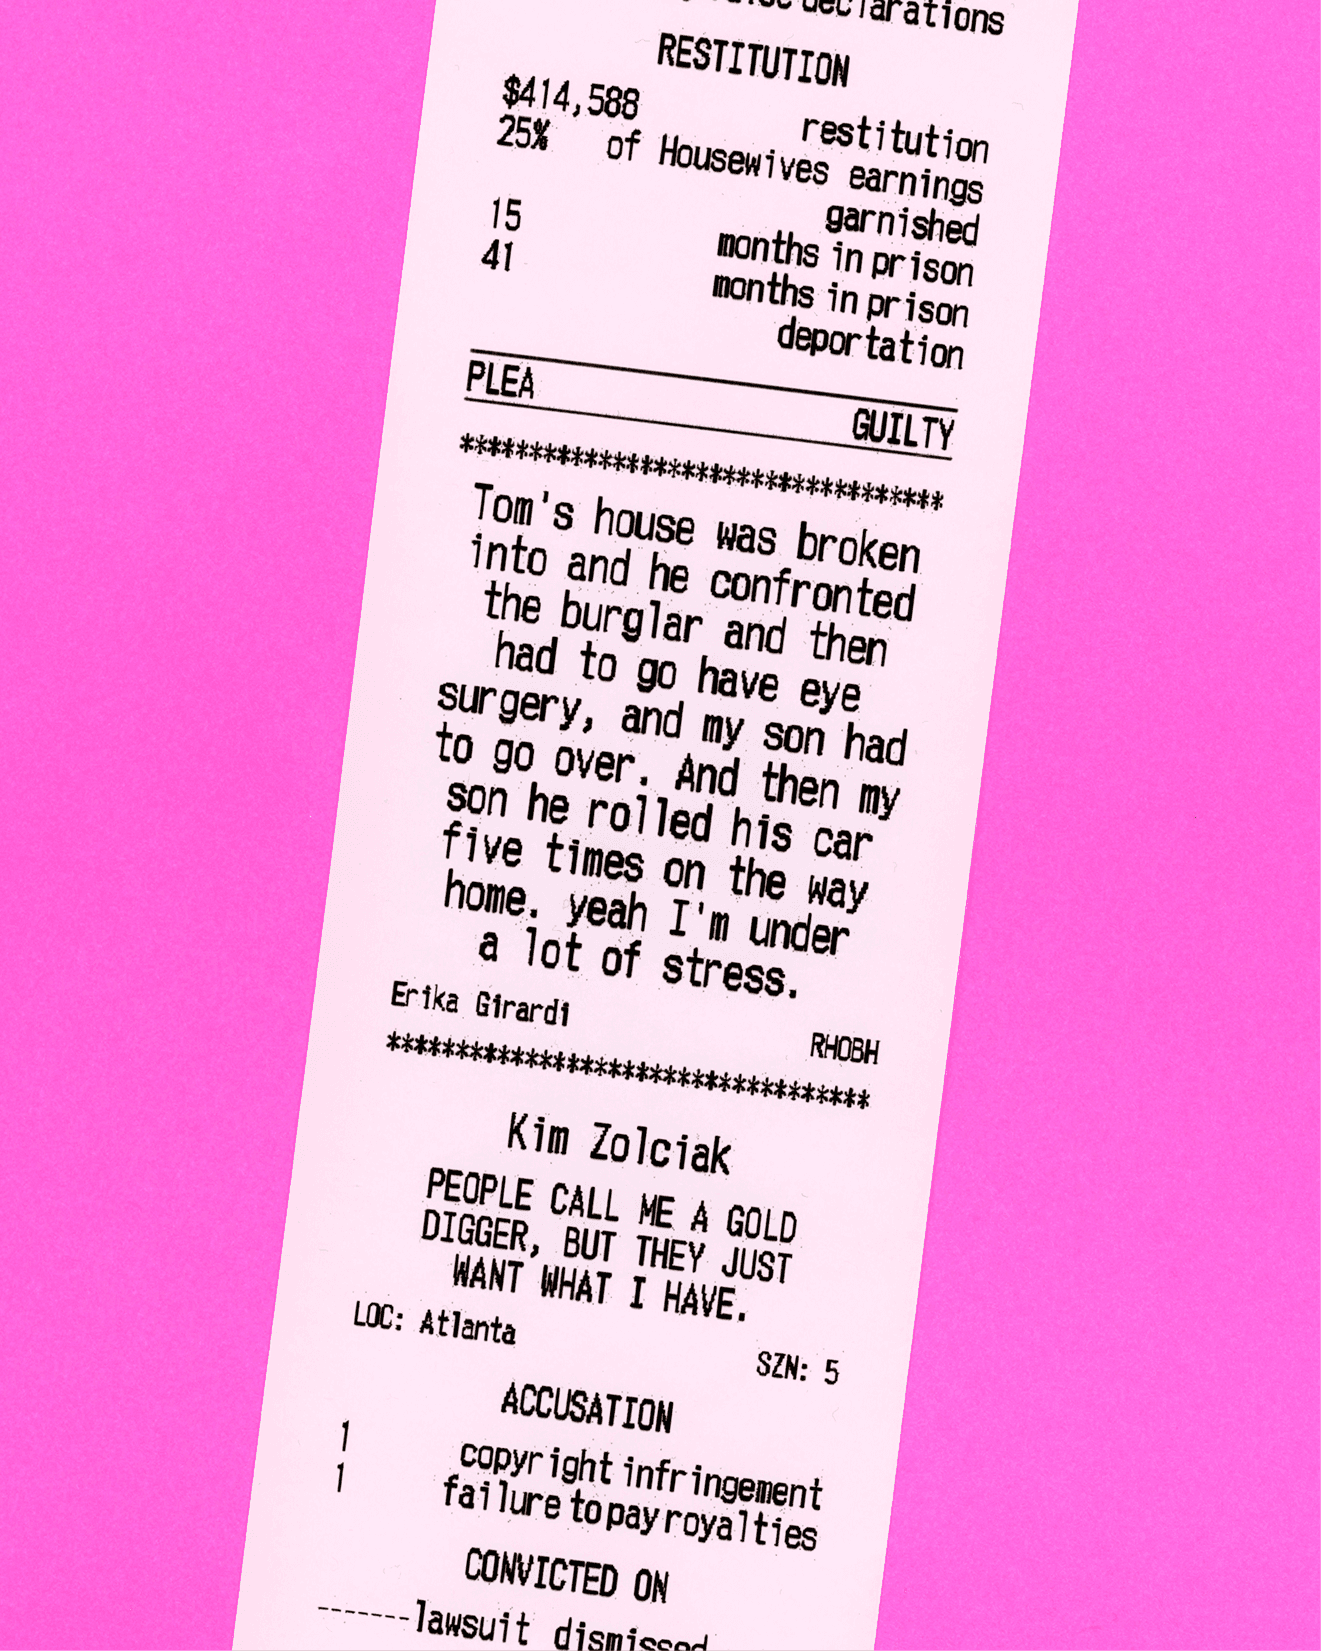 declarations
RESTITUTION
$414,588 restitution
25% of Housewives earnings
garnished
15 months in prison
41 months in prison
deportation
PLEA GUILTY
***********************************
Tom's house was broken
into and he confronted
the burglar and then
had to go have eye
surgery, and my son had
to go over. And then my
son he rolled his car
five times on the way
home. yeah I'm under
a lot of stress.
Erika Girardi RHOBH
***********************************
Kim Zolciak
PEOPLE CALL ME A GOLD
DIGGER, BUT THEY JUST
WANT WHAT I HAVE.
LOC: Atlanta SZN: 5
ACCUSATION
1 copyright infringement
1 failure to pay royalties
CONVICTED ON
-------lawsuit dismissed